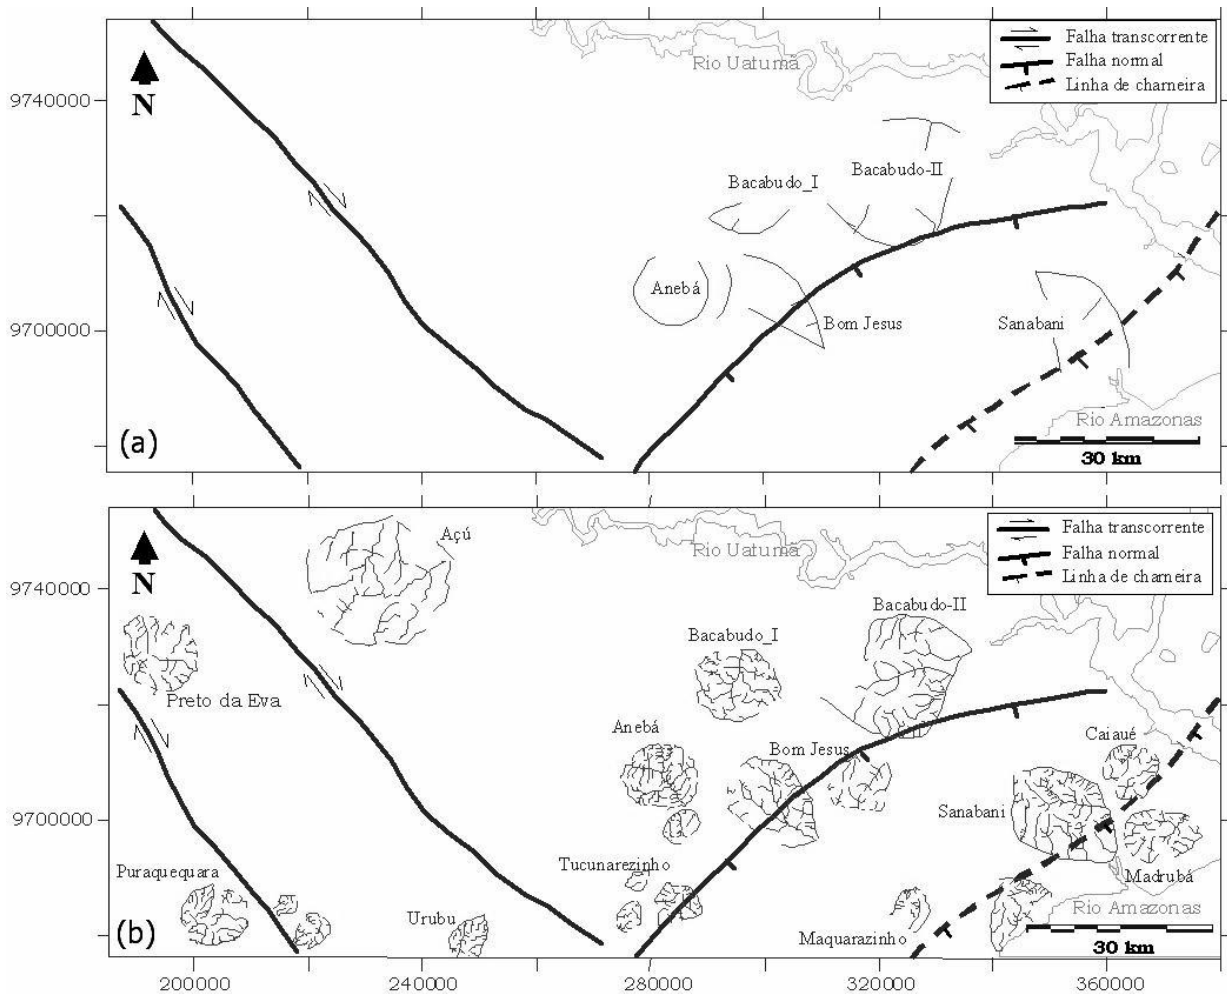 Rio Uatumã
Falha transcorrente
Falha normal
Linha de charneira
9740000
N
Bacabudo-II
Bacabudo_I
Anebá
9700000
Bom Jesus
Sanabani
Rio Amazonas
(a)
30 km
Açú
Rio Uatumã
Falha transcorrente
Falha normal
Linha de charneira
N
9740000
Bacabudo-II
Bacabudo_I
Preto da Eva
Anebá
Bom Jesus
Caiaué
9700000
Sanabani
Tucunarezinho
Puraquequara
Madrubá
Rio Amazonas
Urubu
(b)
Maquarazinho
30 km
200000
240000
280000
320000
360000